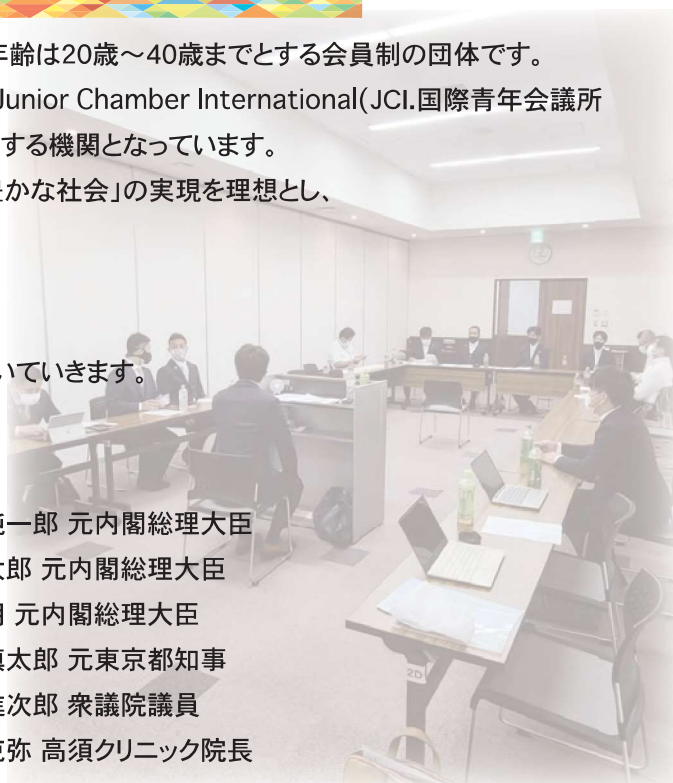 年齢は20歳～40歳までとする会員制の団体です。
Junior Chamber International(JCI.国際青年会議所
する機関となっています。
かな社会」の実現を理想とし、
いていきます。
一郎 元内閣総理大臣
太郎 元内閣総理大臣
元内閣総理大臣
太郎 元東京都知事
次郎 衆議院議員
弥 高須クリニック院長
2D